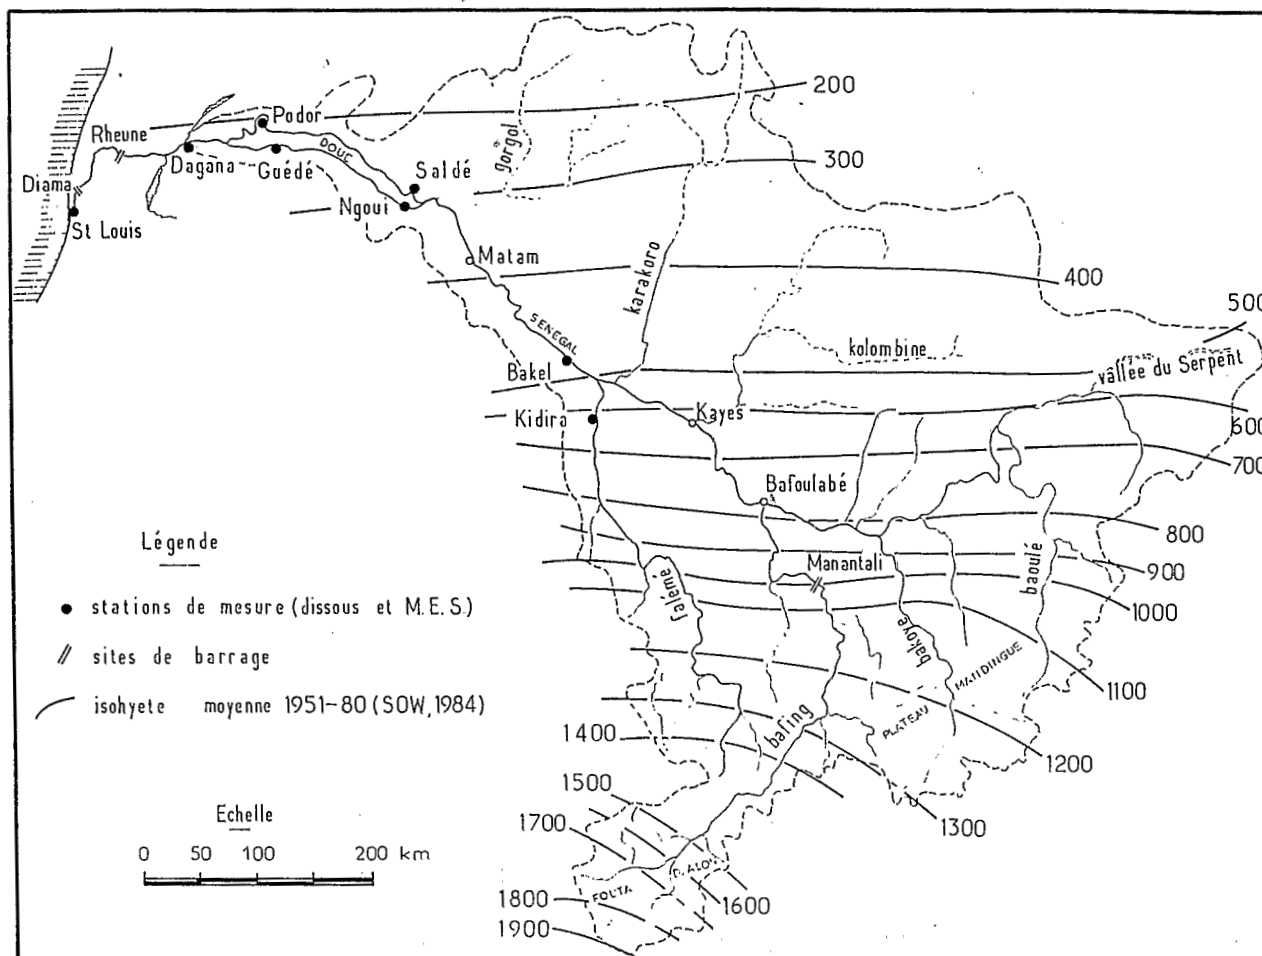 200
Podor
Rheune
DOUE
gorgol
300
Dagana
Guédé
Saldé
Diama
Ngoui
St Louis
Matam
karakoro
400
500
SENEGAL
kolombine
Bakel
vallée du Serpent
Kidira
Kayes
600
700
Bafoulabé
800
Légende
Manantali
baoulé
900
falémé
1000
stations de mesure (dissous et M.E.S.)
bakoye
sites de barrage
MANDINGUE
1100
isohyete moyenne 1951-80 (SOW, 1984)
PLATEAU
bafing
1400
1200
1500
Echelle
1700
1300
0 50 100 200 km
D.ALON
FOUTA
1800
1600
1900